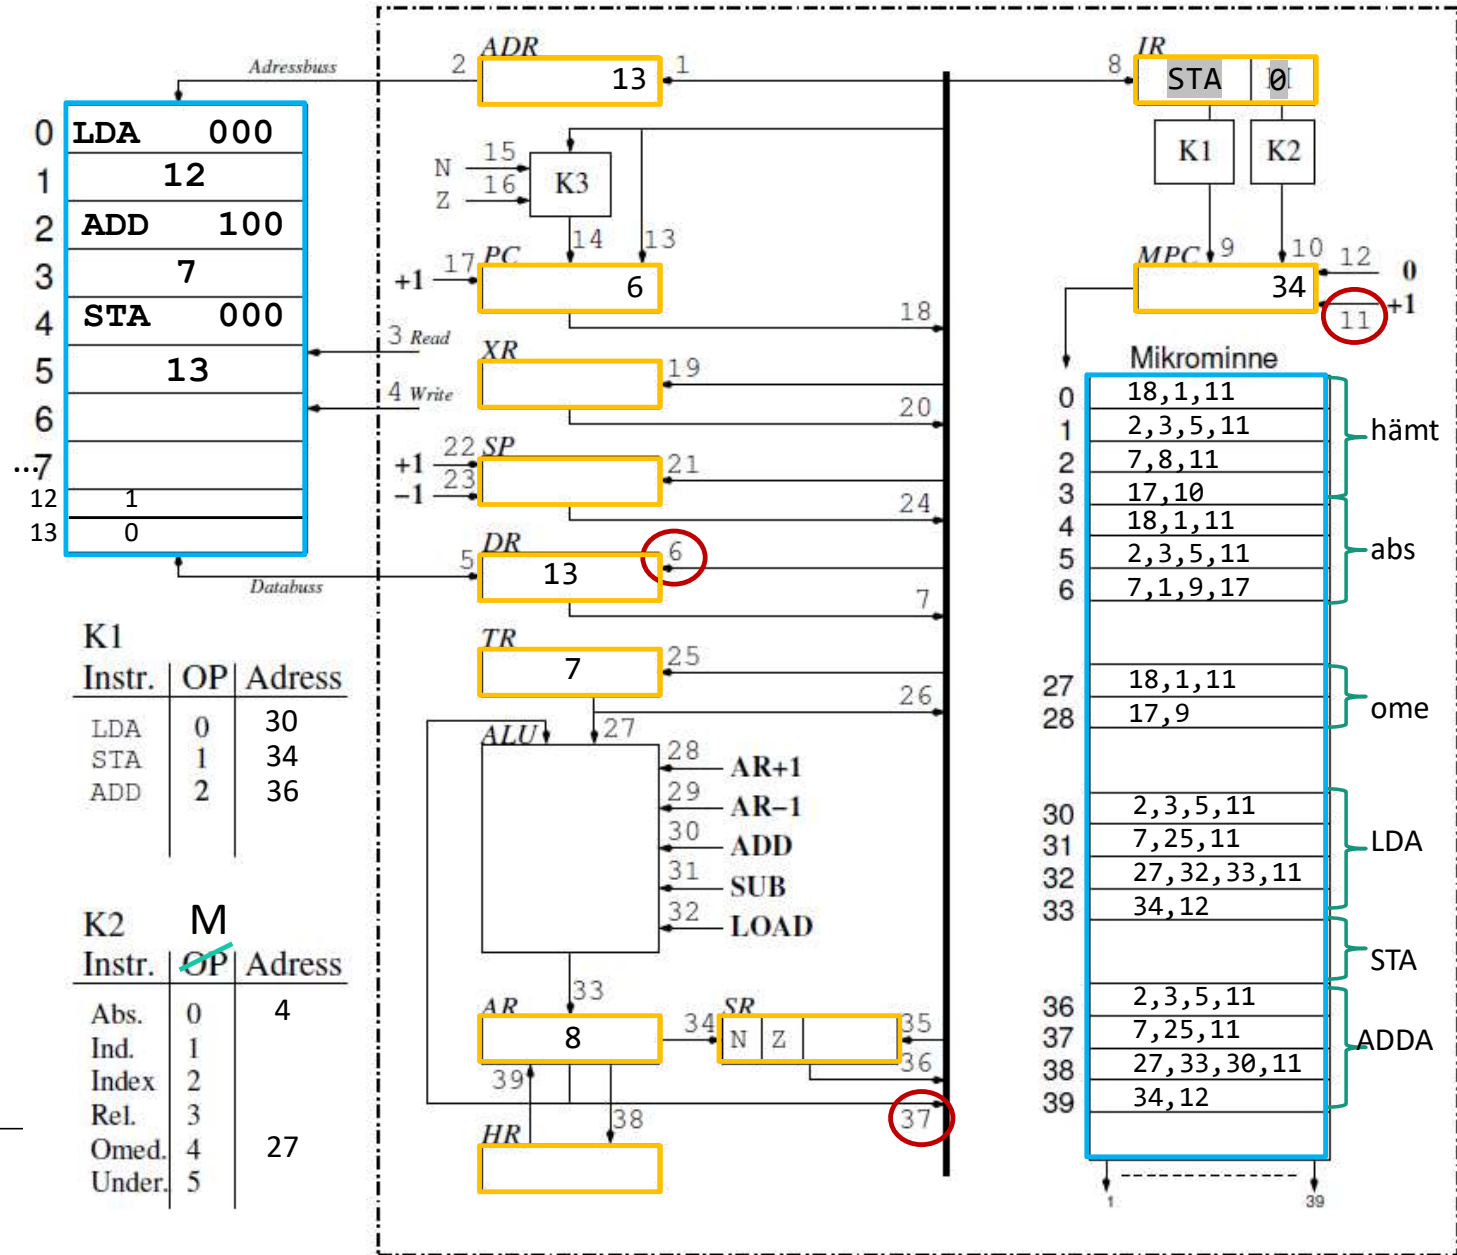 Adressbuss
0 LDA 000
1 12
2 ADD 100
3 7
4 STA 000
5 13
6
...7
12 1
13 0
Databuss
3 Read
4 Write
2 ADR 1
13
N 15
Z 16
K3
14 13
+1 17 PC
6
18
XR 19
20
+1 22 SP 21
-1 23
24
5 DR 6
13
7
TR 25
7
26
ALU 27
28 AR+1
29 AR−1
30 ADD
31 SUB
32 LOAD
33
AR
8
34 SR 35
N Z
36
37
39 38
HR
8 IR
STA 0
K1 K2
MPC 9 10 12 0
34
11 +1
Mikrominne
0 18,1,11
1 2,3,5,11
2 7,8,11
3 17,10
hämt
4 18,1,11
5 2,3,5,11
6 7,1,9,17
abs
27 18,1,11
28 17,9
ome
30 2,3,5,11
31 7,25,11
32 27,32,33,11
33 34,12
LDA
STA
36 2,3,5,11
37 7,25,11
38 27,33,30,11
39 34,12
ADDA
1 39
K1
Instr. OP Adress
LDA 0 30
STA 1 34
ADD 2 36
K2 M
Instr. OP Adress
Abs. 0 4
Ind. 1
Index 2
Rel. 3
Omed. 4 27
Under. 5